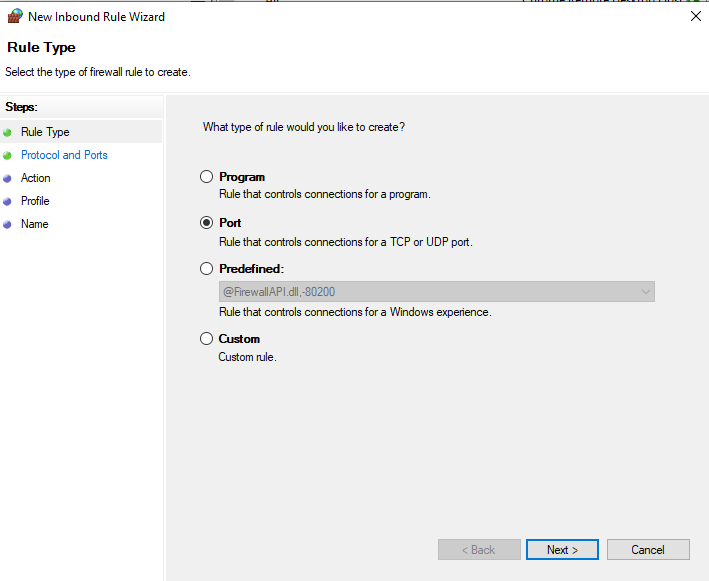 New Inbound Rule Wizard
Rule Type
Select the type of firewall rule to create.
Steps:
Rule Type
Protocol and Ports
Action
Profile
Name
What type of rule would you like to create?
Program
Rule that controls connections for a program.
Port
Rule that controls connections for a TCP or UDP port.
Predefined:
@FirewallAPI.dll,-80200
Rule that controls connections for a Windows experience.
Custom
Custom rule.
< Back
Next >
Cancel